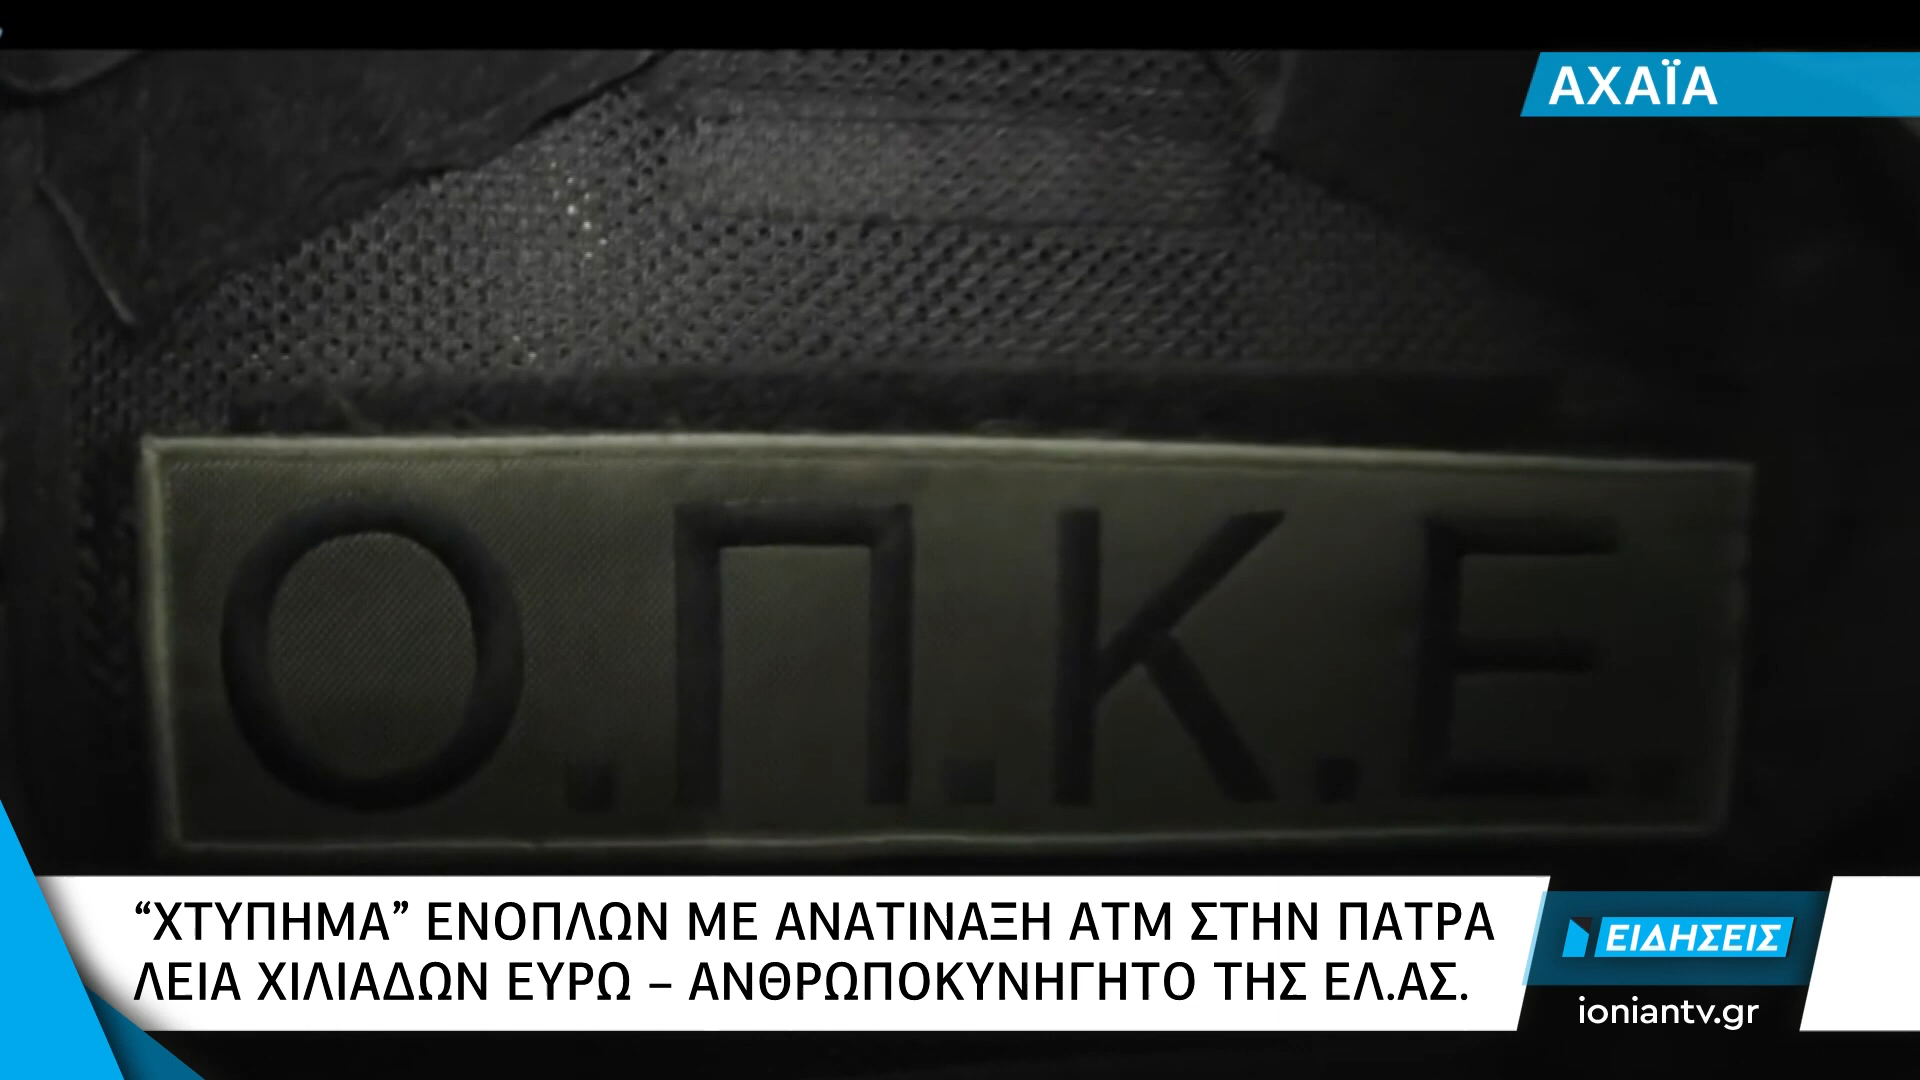 ΑΧΑΪΑ
Ο.Π.Κ.Ε.
“ΧΤΥΠΗΜΑ” ΕΝΟΠΛΩΝ ΜΕ ΑΝΑΤΙΝΑΞΗ ΑΤΜ ΣΤΗΝ ΠΑΤΡΑ
ΛΕΙΑ ΧΙΛΙΑΔΩΝ ΕΥΡΩ – ΑΝΘΡΩΠΟΚΥΝΗΓΗΤΟ ΤΗΣ ΕΛ.ΑΣ.
ΕΙΔΗΣΕΙΣ
ioniantv.gr